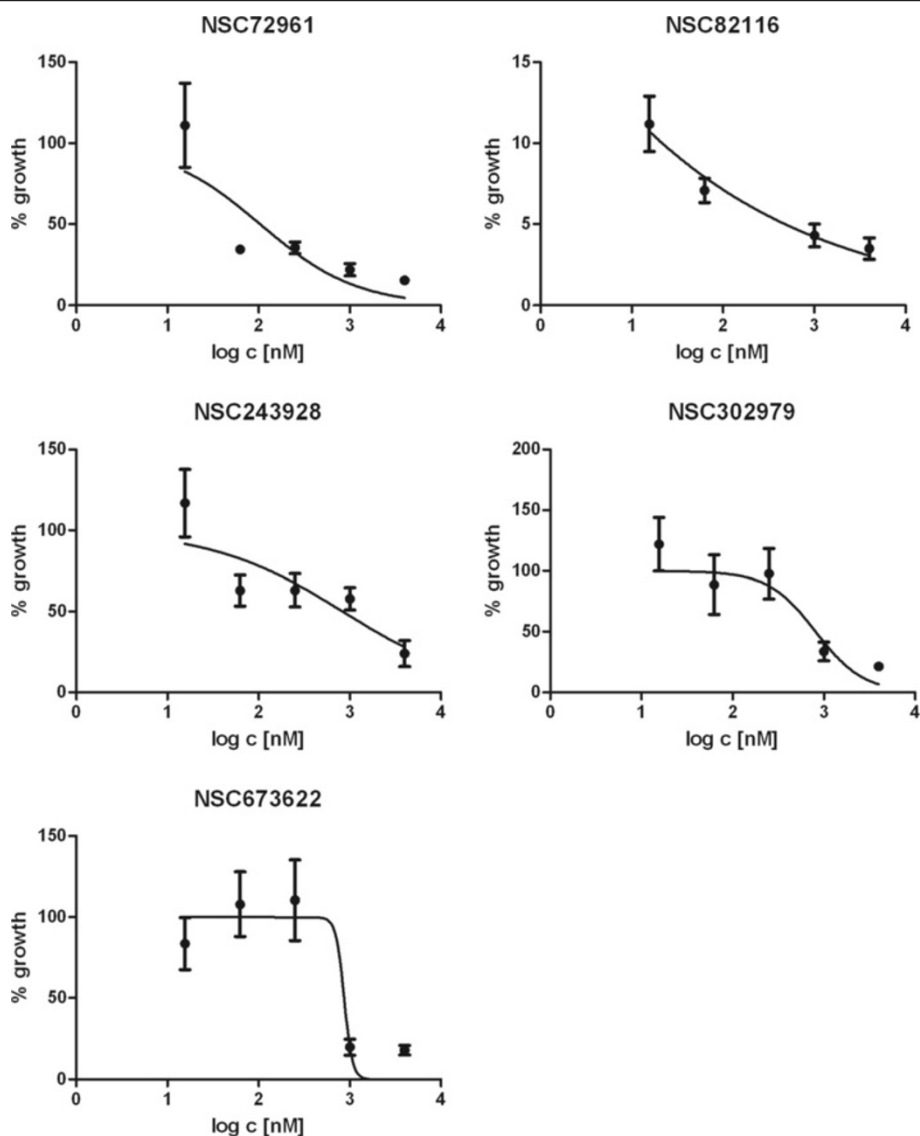 NSC72961
150
100
50
0
% growth
0 1 2 3 4
log c [nM]
NSC82116
15
10
5
0
% growth
0 1 2 3 4
log c [nM]
NSC243928
150
100
50
0
% growth
0 1 2 3 4
log c [nM]
NSC302979
200
150
100
50
0
% growth
0 1 2 3 4
log c [nM]
NSC673622
150
100
50
0
% growth
0 1 2 3 4
log c [nM]